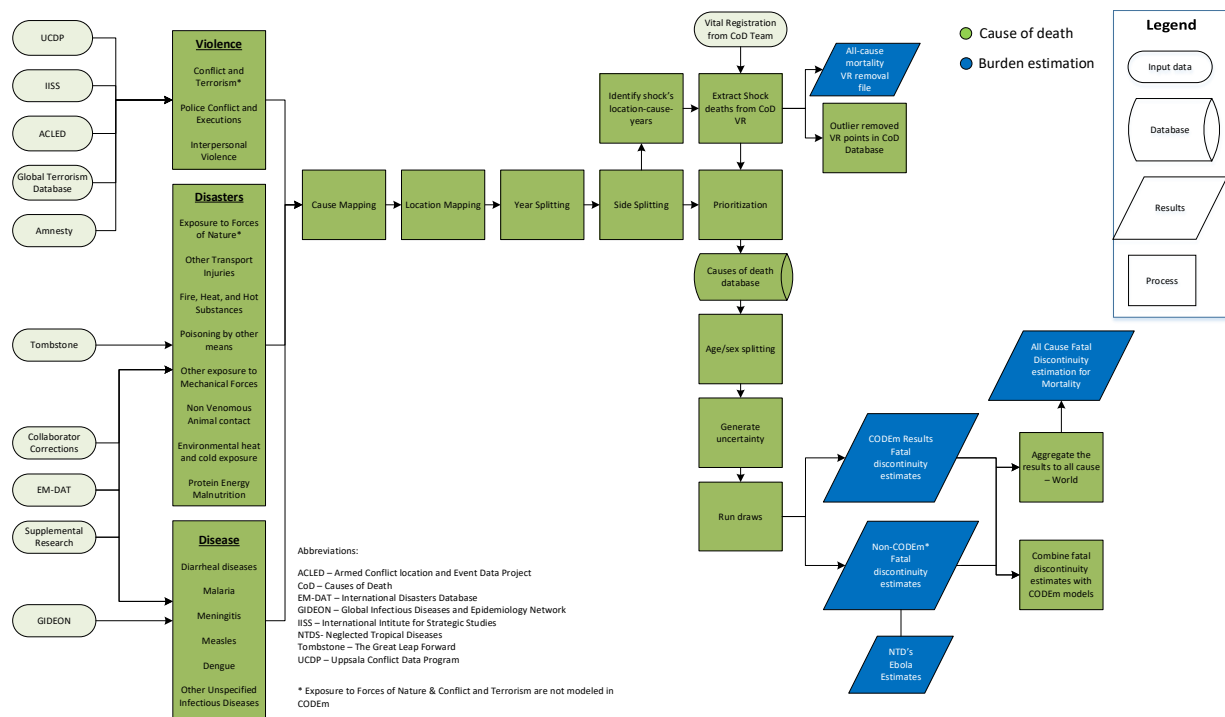 UCDP
IISS
ACLED
Global Terrorism
Database
Amnesty
Tombstone
Collaborator
Corrections
EM-DAT
Supplemental
Research
GIDEON
Violence
Conflict and
Terrorism*
Police Conflict and
Executions
Interpersonal
Violence
Disasters
Exposure to Forces
of Nature*
Other Transport
Injuries
Fire, Heat, and Hot
Substances
Poisoning by other
means
Other exposure to
Mechanical Forces
Non Venomous
Animal contact
Environmental heat
and cold exposure
Protein Energy
Malnutrition
Disease
Diarrheal diseases
Malaria
Meningitis
Measles
Dengue
Other Unspecified
Infectious Diseases
Cause Mapping
Location Mapping
Year Splitting
Side Splitting
Identify shock's
location-cause-
years
Vital Registration
from CoD Team
Extract Shock
deaths from CoD
VR
All-cause
mortality
VR removal
file
Outlier removed
VR points in CoD
Database
Prioritization
Causes of death
database
Age/sex splitting
Generate
uncertainty
Run draws
CODEm Results
Fatal
discontinuity
estimates
Non-CODEm*
Fatal
discontinuity
estimates
NTD's
Ebola
Estimates
All Cause Fatal
Discontinuity
estimation for
Mortality
Aggregate the
results to all cause
– World
Combine fatal
discontinuity
estimates with
CODEm models
Cause of death
Burden estimation
Legend
Input data
Database
Results
Process
Abbreviations:
ACLED – Armed Conflict location and Event Data Project
CoD – Causes of Death
EM-DAT – International Disasters Database
GIDEON – Global Infectious Diseases and Epidemiology Network
IISS – International Intitute for Strategic Studies
NTDS- Neglected Tropical Diseases
Tombstone – The Great Leap Forward
UCDP – Uppsala Conflict Data Program
* Exposure to Forces of Nature & Conflict and Terrorism are not modeled in
CODEm